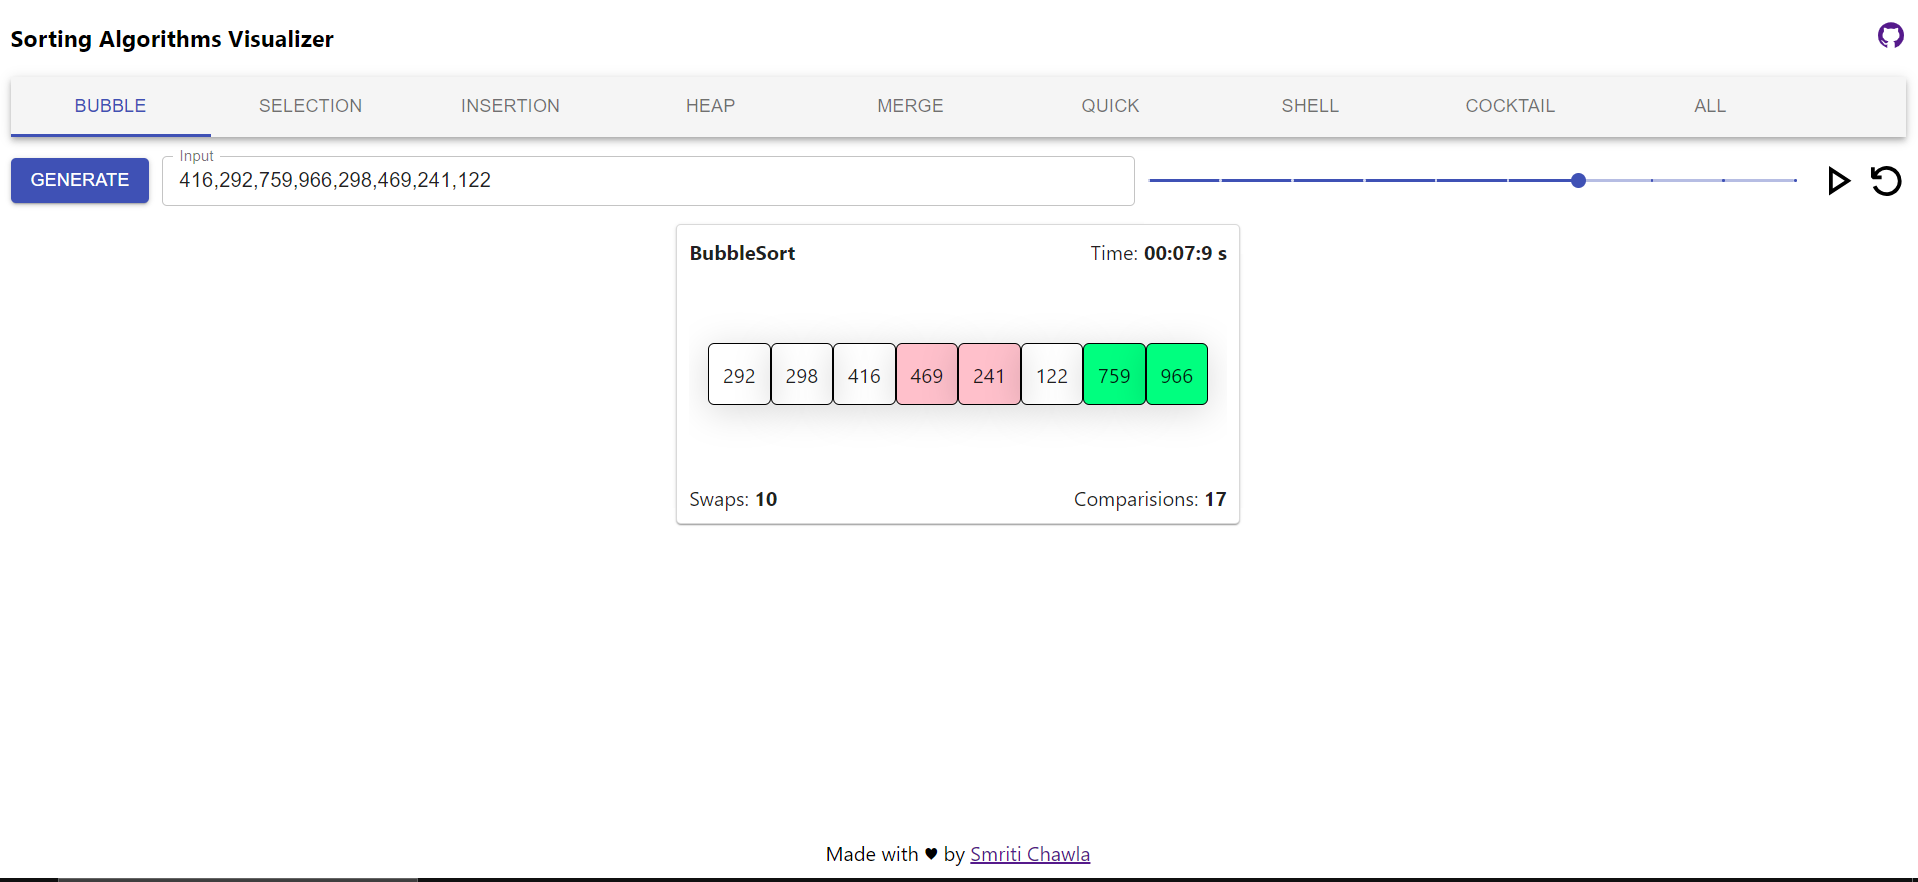 Sorting Algorithms Visualizer
BUBBLE SELECTION INSERTION HEAP MERGE QUICK SHELL COCKTAIL ALL
GENERATE
Input
416,292,759,966,298,469,241,122
BubbleSort Time: 00:07:9 s
292 298 416 469 241 122 759 966
Swaps: 10 Comparisions: 17
Made with ♥ by Smriti Chawla